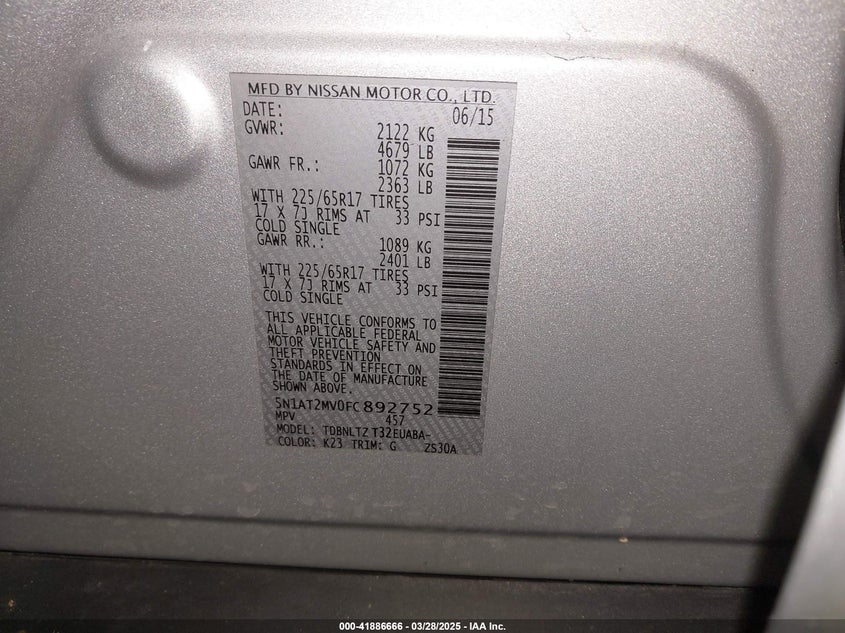 MFD BY NISSAN MOTOR CO., LTD.
DATE: 06/15
GVWR: 2122 KG
4679 LB
GAWR FR.: 1072 KG
2363 LB
WITH 225/65R17 TIRES
17 X 7J RIMS AT 33 PSI
COLD SINGLE
GAWR RR.: 1089 KG
2401 LB
WITH 225/65R17 TIRES
17 X 7J RIMS AT 33 PSI
COLD SINGLE
THIS VEHICLE CONFORMS TO
ALL APPLICABLE FEDERAL
MOTOR VEHICLE SAFETY AND
THEFT PREVENTION
STANDARDS IN EFFECT ON
THE DATE OF MANUFACTURE
SHOWN ABOVE.
5N1AT2MV0FC892752
MPV 457
MODEL: TDBNLTZ T32EUABA-
COLOR: K23 TRIM: G ZS30A
000-41886666 — 03/28/2025 — IAA Inc.